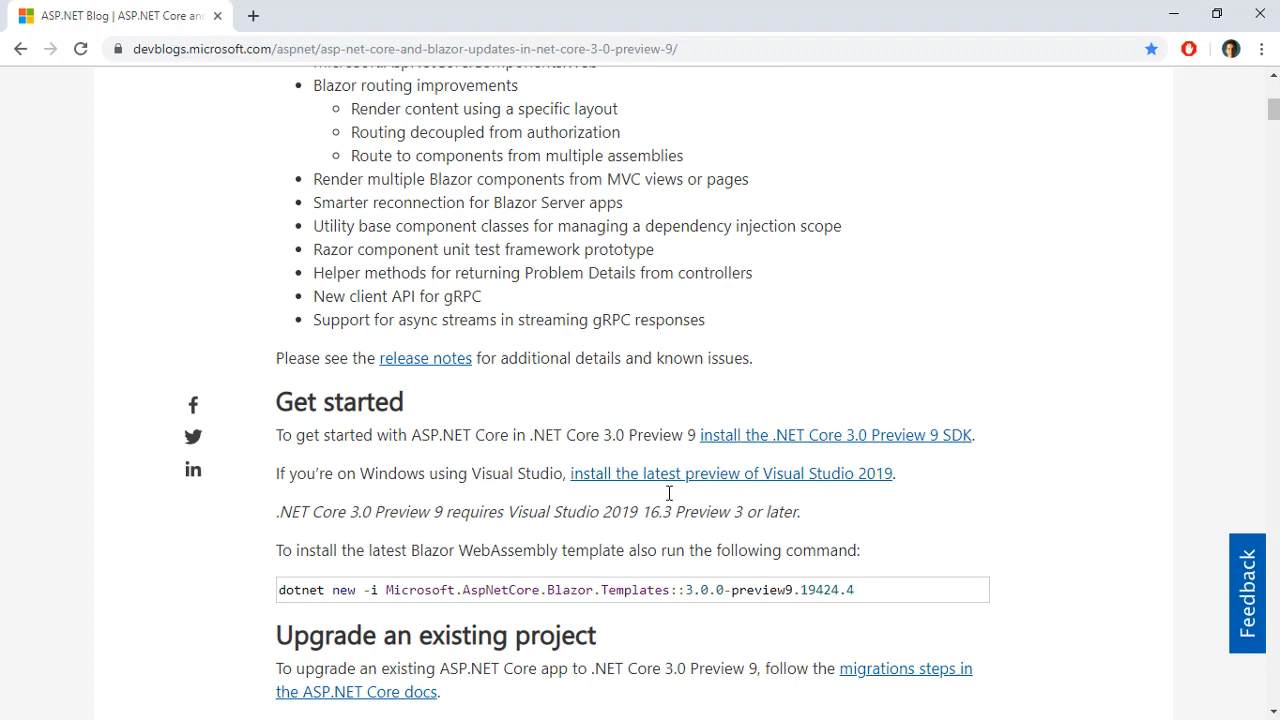 ASP.NET Blog | ASP.NET Core and
devblogs.microsoft.com/aspnet/asp-net-core-and-blazor-updates-in-net-core-3-0-preview-9/
Microsoft.AspNetCore.Components.Web
Blazor routing improvements
Render content using a specific layout
Routing decoupled from authorization
Route to components from multiple assemblies
Render multiple Blazor components from MVC views or pages
Smarter reconnection for Blazor Server apps
Utility base component classes for managing a dependency injection scope
Razor component unit test framework prototype
Helper methods for returning Problem Details from controllers
New client API for gRPC
Support for async streams in streaming gRPC responses
Please see the release notes for additional details and known issues.
Get started
To get started with ASP.NET Core in .NET Core 3.0 Preview 9 install the .NET Core 3.0 Preview 9 SDK.
If you’re on Windows using Visual Studio, install the latest preview of Visual Studio 2019.
.NET Core 3.0 Preview 9 requires Visual Studio 2019 16.3 Preview 3 or later.
To install the latest Blazor WebAssembly template also run the following command:
dotnet new -i Microsoft.AspNetCore.Blazor.Templates::3.0.0-preview9.19424.4
Upgrade an existing project
To upgrade an existing ASP.NET Core app to .NET Core 3.0 Preview 9, follow the migrations steps in
the ASP.NET Core docs.
Feedback